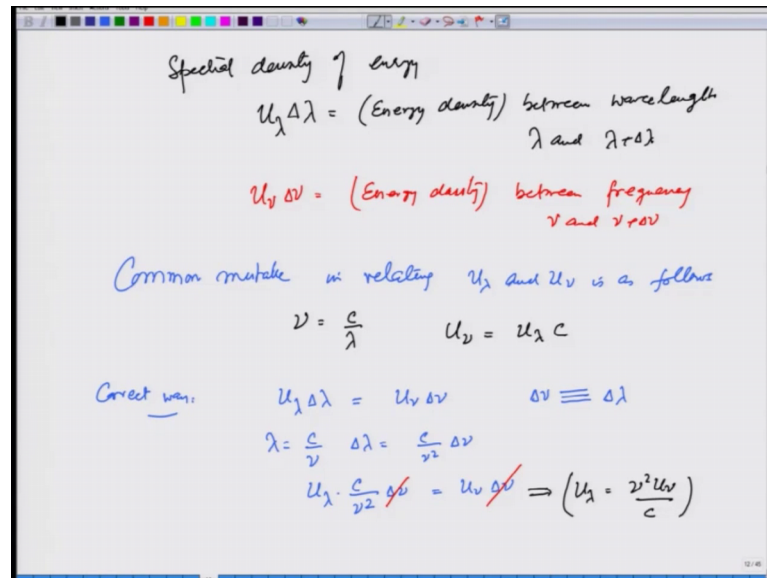 Spectral density of energy
u_λ Δλ = (Energy density) between wavelength
λ and λ+Δλ
u_ν Δν = (Energy density) between frequency
ν and ν+Δν
Common mistake in relating u_λ and u_ν is as follows
ν = c/λ u_ν = u_λ c
Correct way: u_λ Δλ = u_ν Δν Δν ≡ Δλ
λ = c/ν Δλ = c/ν² Δν
u_λ · c/ν² Δν = u_ν Δν ⇒ (u_λ = ν² u_ν / c)
12/45